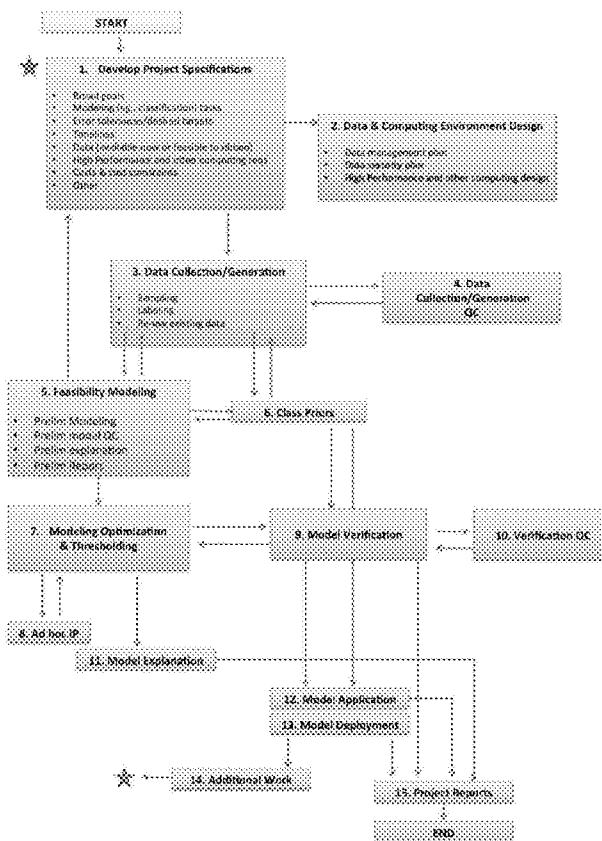 START
1. Develop Project Specifications
• Broad goals
• Modeling (e.g., classification) tasks
• Error tolerances/desired targets
• Timelines
• Data (available now or feasible to obtain)
• High Performance and other computing reqs
• Costs & cost constraints
• Other
2. Data & Computing Environment Design
• Data management plan
• Data security plan
• High Performance and other computing design
3. Data Collection/Generation
• Sampling
• Labeling
• Review existing data
4. Data
Collection/Generation
QC
5. Feasibility Modeling
• Prelim Modeling
• Prelim model QC
• Prelim explanation
• Prelim Report
6. Class Priors
7. Modeling Optimization
& Thresholding
9. Model Verification
10. Verification QC
8. Ad hot IP
11. Model Explanation
12. Model Application
13. Model Deployment
14. Additional Work
15. Project Reports
END